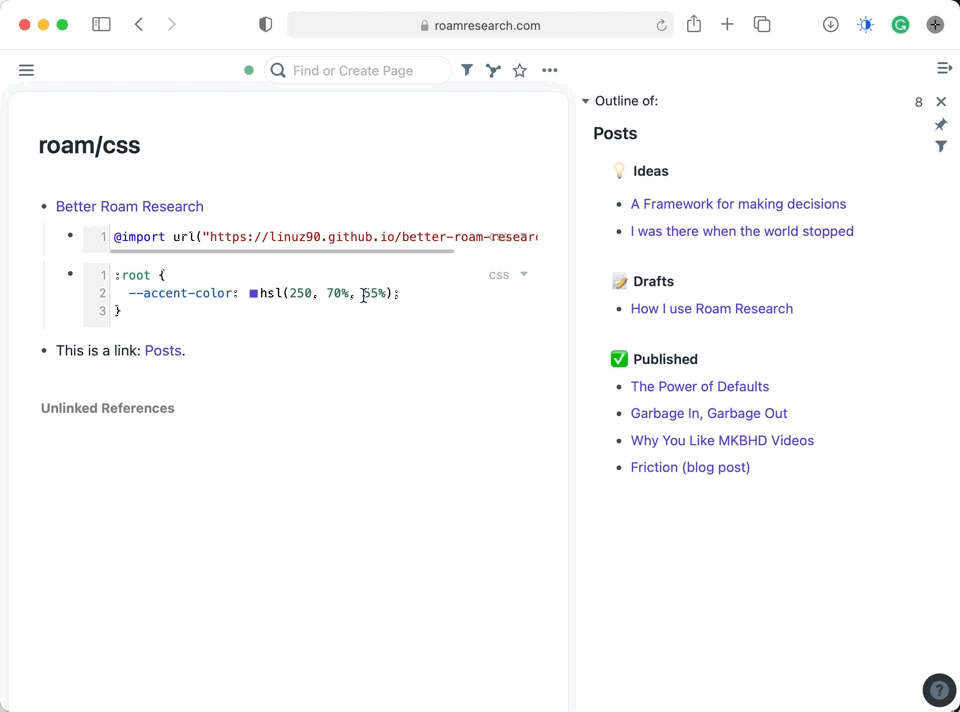 roamresearch.com
Find or Create Page
roam/css
Better Roam Research
1 @import url("https://linuz90.github.io/better-roam-research
1 :root { css
2 --accent-color: hsl(250, 70%, 55%);
3 }
This is a link: Posts.
Unlinked References
Outline of: 8
Posts
💡 Ideas
A Framework for making decisions
I was there when the world stopped
📝 Drafts
How I use Roam Research
✅ Published
The Power of Defaults
Garbage In, Garbage Out
Why You Like MKBHD Videos
Friction (blog post)
?